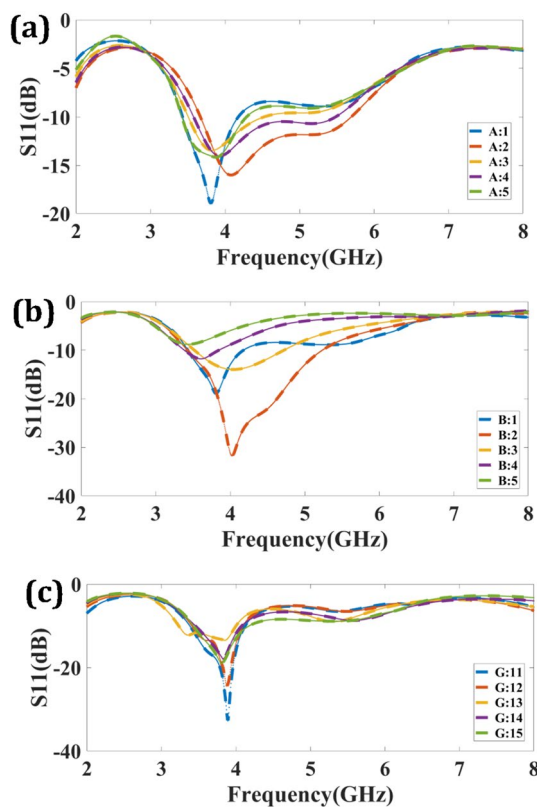 (a)
0
-5
-10
-15
-20
S11(dB)
A:1
A:2
A:3
A:4
A:5
2 3 4 5 6 7 8
Frequency(GHz)
(b)
0
-10
-20
-30
-40
S11(dB)
B:1
B:2
B:3
B:4
B:5
2 3 4 5 6 7 8
Frequency(GHz)
(c)
0
-20
-40
S11(dB)
G:11
G:12
G:13
G:14
G:15
2 3 4 5 6 7 8
Frequency(GHz)